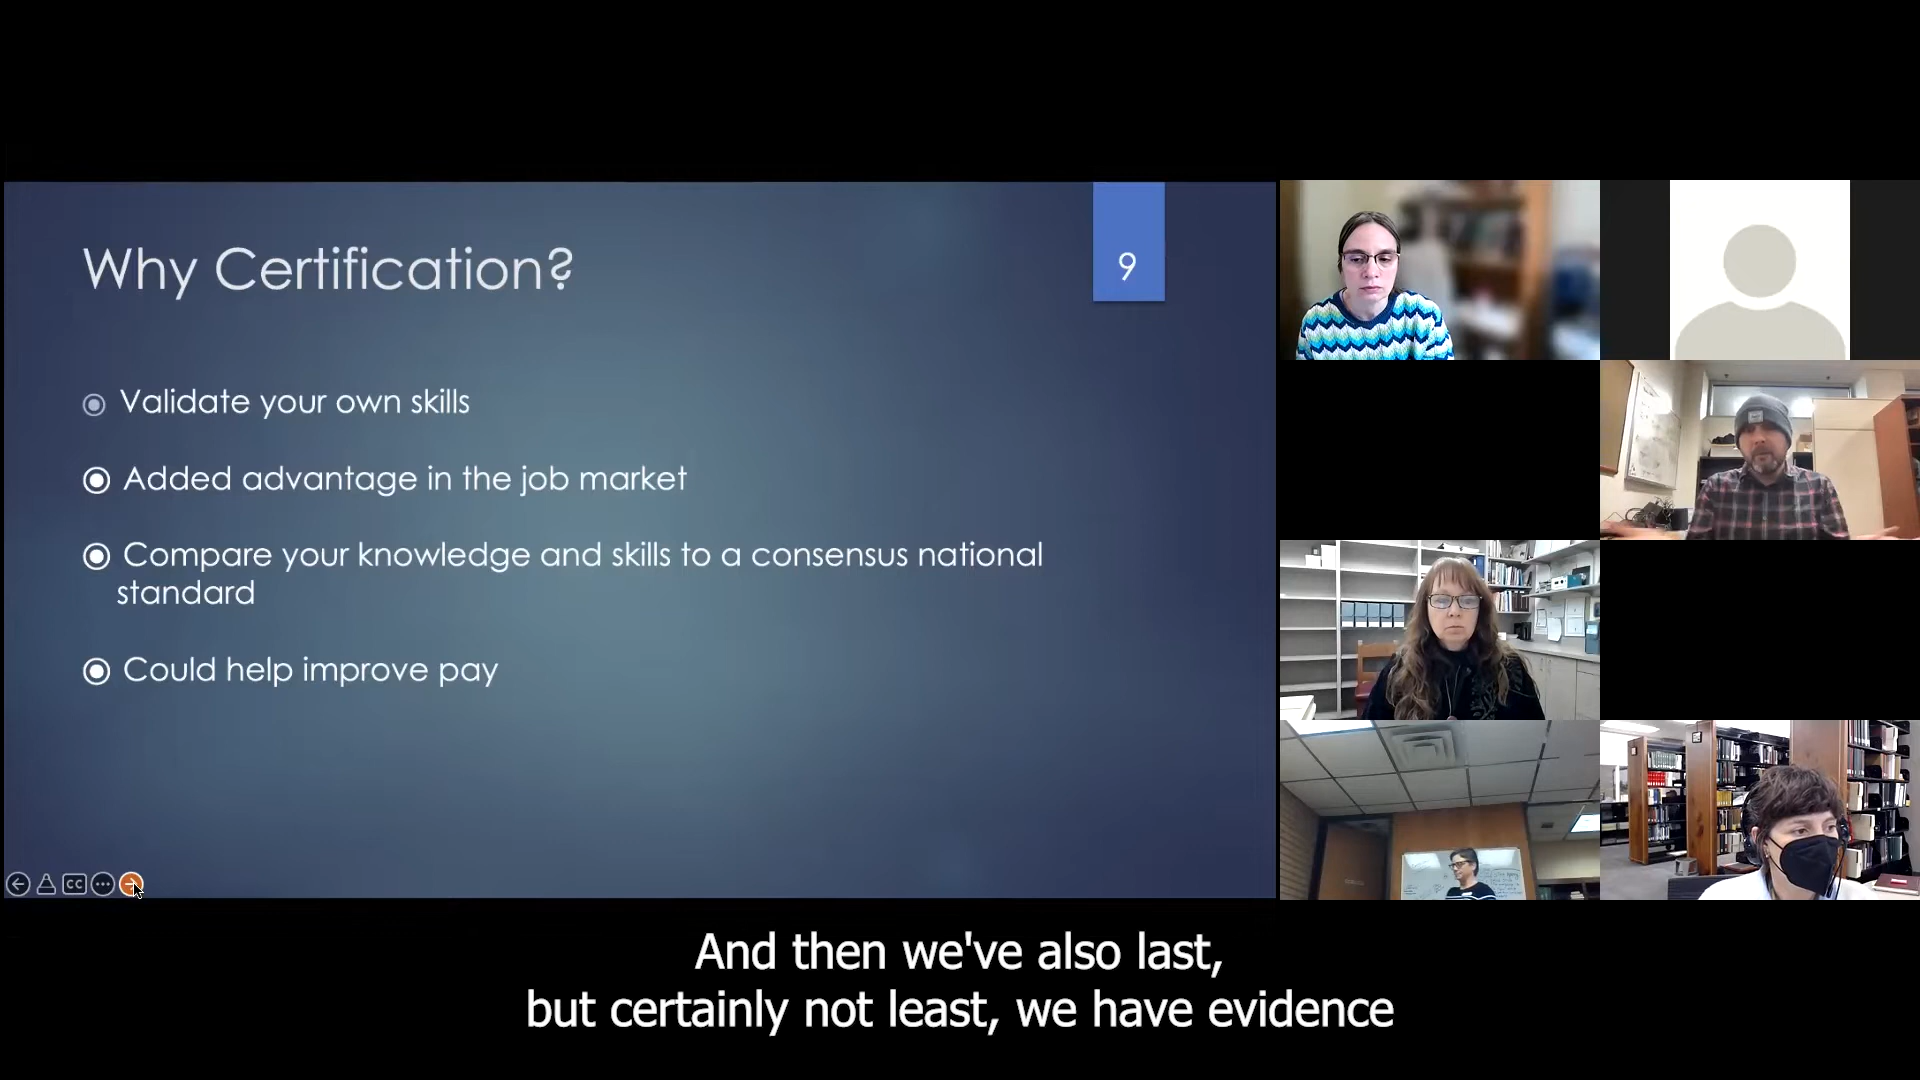 Why Certification?
9
Validate your own skills
Added advantage in the job market
Compare your knowledge and skills to a consensus national
standard
Could help improve pay
CC
And then we've also last,
but certainly not least, we have evidence